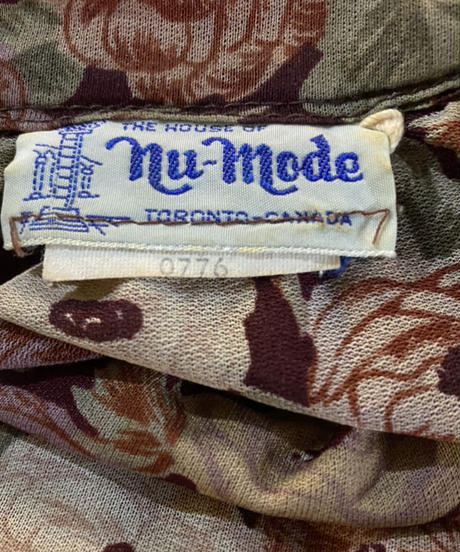 THE HOUSE OF
nu-mode
TORONTO-CANADA
0776